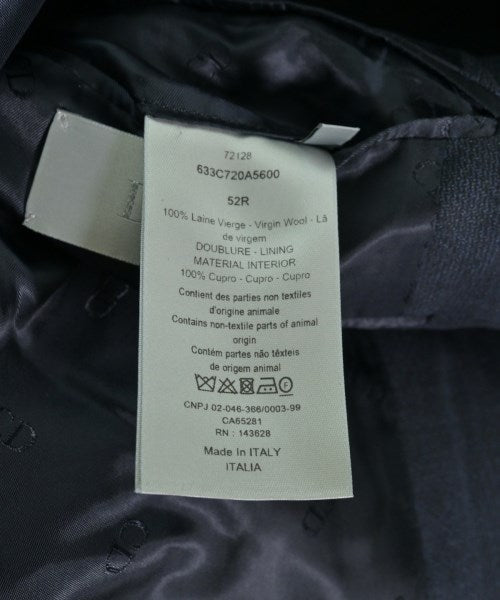 72128
633C720A5600
52R
100% Laine Vierge - Virgin Wool - Lã
de virgem
DOUBLURE - LINING
MATERIAL INTERIOR
100% Cupro - Cupro - Cupro
Contient des parties non textiles
d'origine animale
Contains non-textile parts of animal
origin
Contém partes não têxteis
de origem animal
CNPJ 02-046-366/0003-99
CA65281
RN : 143628
Made in ITALY
ITALIA